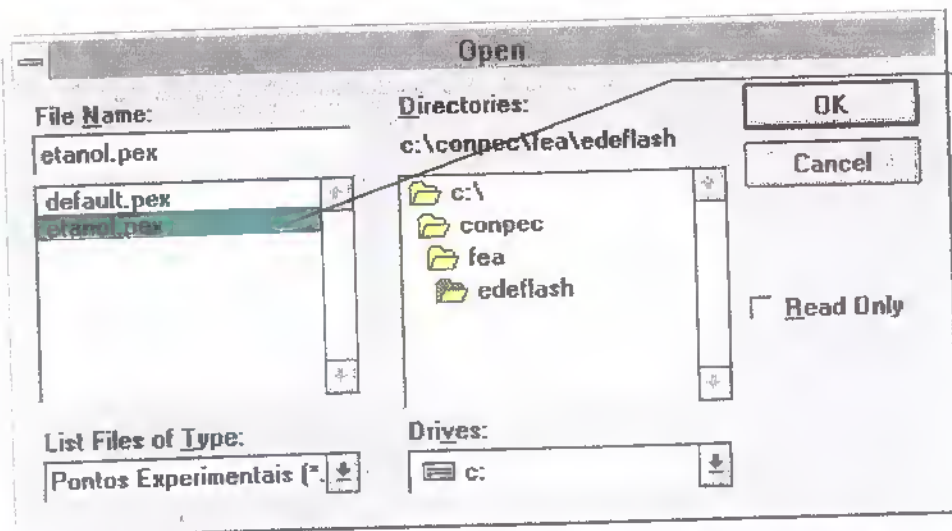 Open
File Name:
etanol.pex
default.pex
etanol.pex
List Files of Type:
Pontos Experimentais (*.
Directories:
c:\conpec\fea\edeflash
c:\
conpec
fea
edeflash
Drives:
c:
OK
Cancel
Read Only